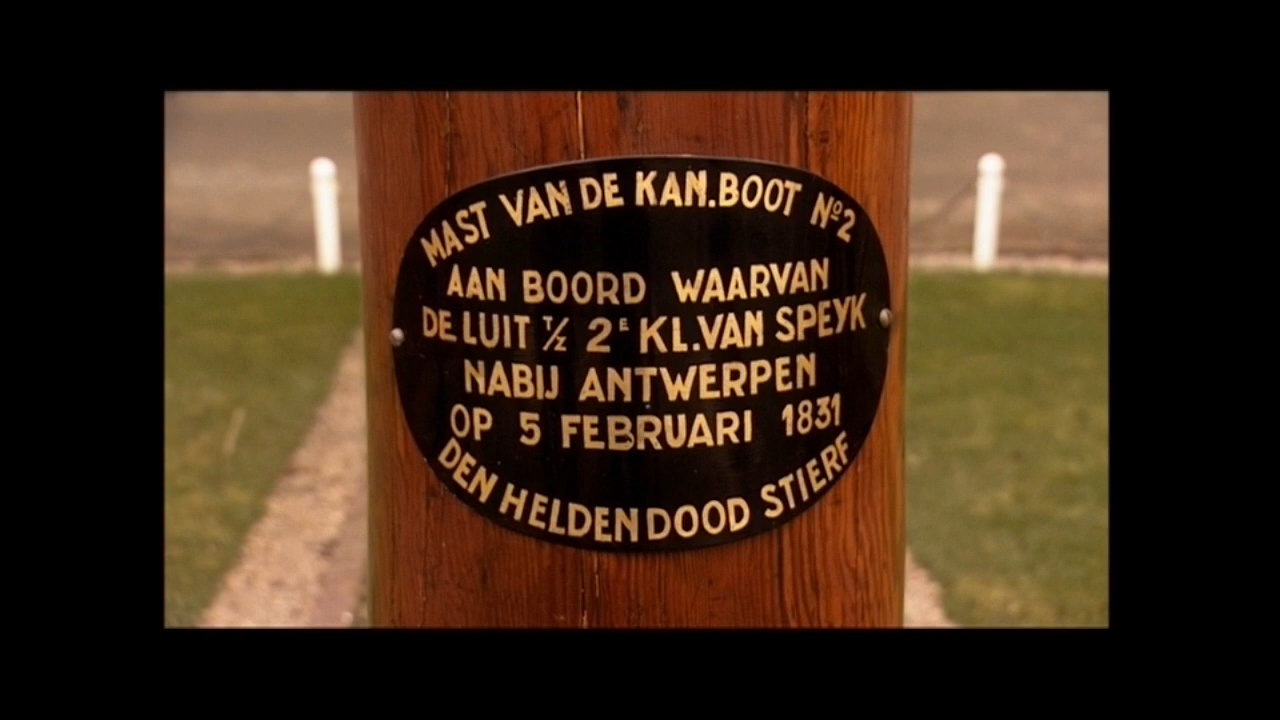 MAST VAN DE KAN.BOOT Nº2
AAN BOORD WAARVAN
DE LUIT T/Z 2E KL.VAN SPEYK
NABIJ ANTWERPEN
OP 5 FEBRUARI 1831
DEN HELDENDOOD STIERF